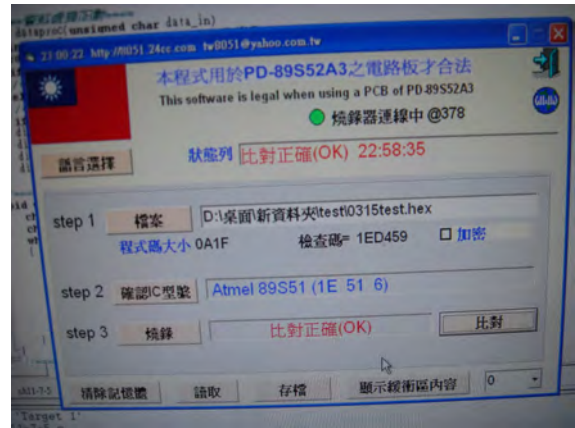 dataproC(unsigned char data_in)
23:00:22 http://8051.24cc.com tw8051@yahoo.com.tw
本程式用於PD-89S52A3之電路板才合法
This software is legal when using a PCB of PD-89S52A3
燒錄器連線中 @378
語言選擇
狀態列 比對正確(OK) 22:58:35
step 1 檔案 D:\桌面\新資料夾\test\0315test.hex
程式碼大小 0A1F 檢查碼= 1ED459 加密
step 2 確認IC型號 Atmel 89S51 (1E 51 6)
step 3 燒錄 比對正確(OK) 比對
清除記憶體 讀取 存檔 顯示緩衝區內容 0
'Target 1'